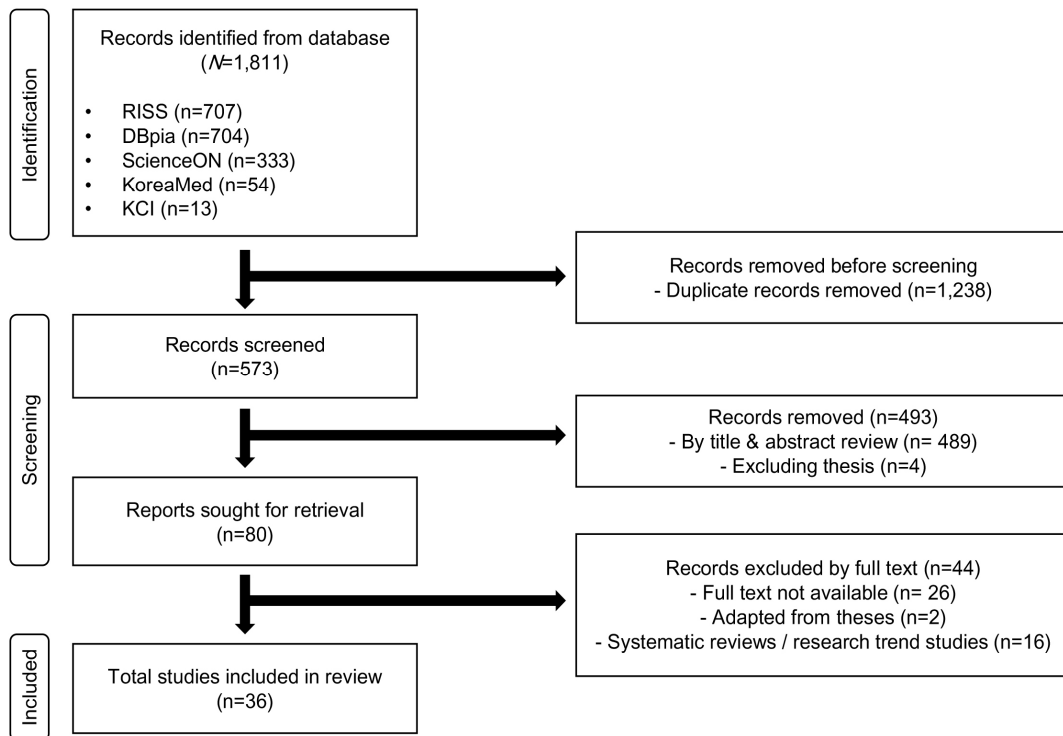 Identification
Records identified from database
(N=1,811)
• RISS (n=707)
• DBpia (n=704)
• ScienceON (n=333)
• KoreaMed (n=54)
• KCI (n=13)
Records removed before screening
- Duplicate records removed (n=1,238)
Screening
Records screened
(n=573)
Records removed (n=493)
- By title & abstract review (n= 489)
- Excluding thesis (n=4)
Reports sought for retrieval
(n=80)
Records excluded by full text (n=44)
- Full text not available (n= 26)
- Adapted from theses (n=2)
- Systematic reviews / research trend studies (n=16)
Included
Total studies included in review
(n=36)